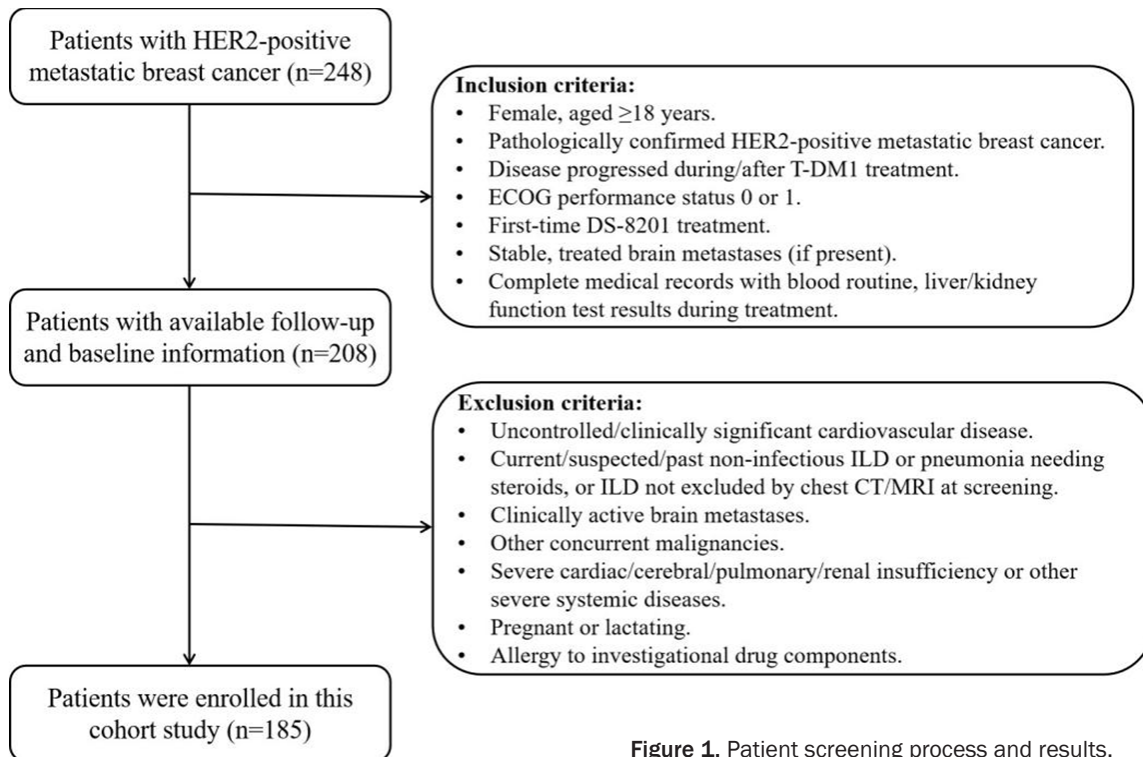 Patients with HER2-positive
metastatic breast cancer (n=248)
Inclusion criteria:
• Female, aged ≥18 years.
• Pathologically confirmed HER2-positive metastatic breast cancer.
• Disease progressed during/after T-DM1 treatment.
• ECOG performance status 0 or 1.
• First-time DS-8201 treatment.
• Stable, treated brain metastases (if present).
• Complete medical records with blood routine, liver/kidney
function test results during treatment.
Patients with available follow-up
and baseline information (n=208)
Exclusion criteria:
• Uncontrolled/clinically significant cardiovascular disease.
• Current/suspected/past non-infectious ILD or pneumonia needing
steroids, or ILD not excluded by chest CT/MRI at screening.
• Clinically active brain metastases.
• Other concurrent malignancies.
• Severe cardiac/cerebral/pulmonary/renal insufficiency or other
severe systemic diseases.
• Pregnant or lactating.
• Allergy to investigational drug components.
Patients were enrolled in this
cohort study (n=185)
Figure 1. Patient screening process and results.